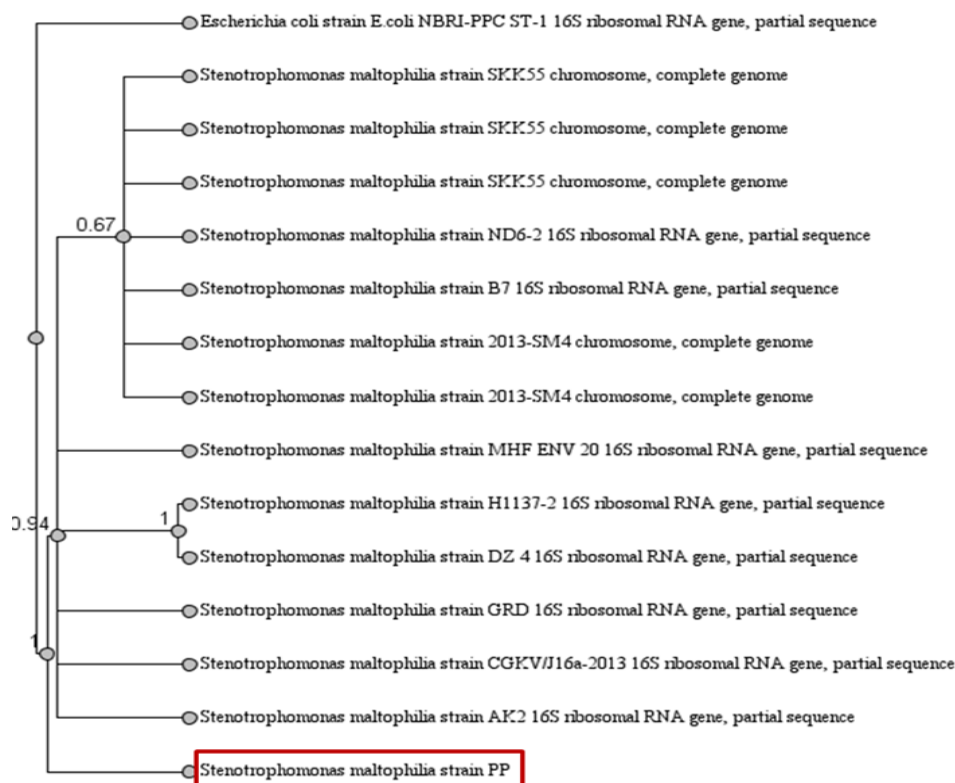 Escherichia coli strain E.coli NBRI-PPC ST-1 16S ribosomal RNA gene, partial sequence
Stenotrophomonas maltophilia strain SKK55 chromosome, complete genome
Stenotrophomonas maltophilia strain SKK55 chromosome, complete genome
Stenotrophomonas maltophilia strain SKK55 chromosome, complete genome
0.67
Stenotrophomonas maltophilia strain ND6-2 16S ribosomal RNA gene, partial sequence
Stenotrophomonas maltophilia strain B7 16S ribosomal RNA gene, partial sequence
Stenotrophomonas maltophilia strain 2013-SM4 chromosome, complete genome
Stenotrophomonas maltophilia strain 2013-SM4 chromosome, complete genome
Stenotrophomonas maltophilia strain MHF ENV 20 16S ribosomal RNA gene, partial sequence
Stenotrophomonas maltophilia strain H1137-2 16S ribosomal RNA gene, partial sequence
0.94
1
Stenotrophomonas maltophilia strain DZ 4 16S ribosomal RNA gene, partial sequence
Stenotrophomonas maltophilia strain GRD 16S ribosomal RNA gene, partial sequence
1
Stenotrophomonas maltophilia strain CGKV/J16a-2013 16S ribosomal RNA gene, partial sequence
Stenotrophomonas maltophilia strain AK2 16S ribosomal RNA gene, partial sequence
Stenotrophomonas maltophilia strain PP